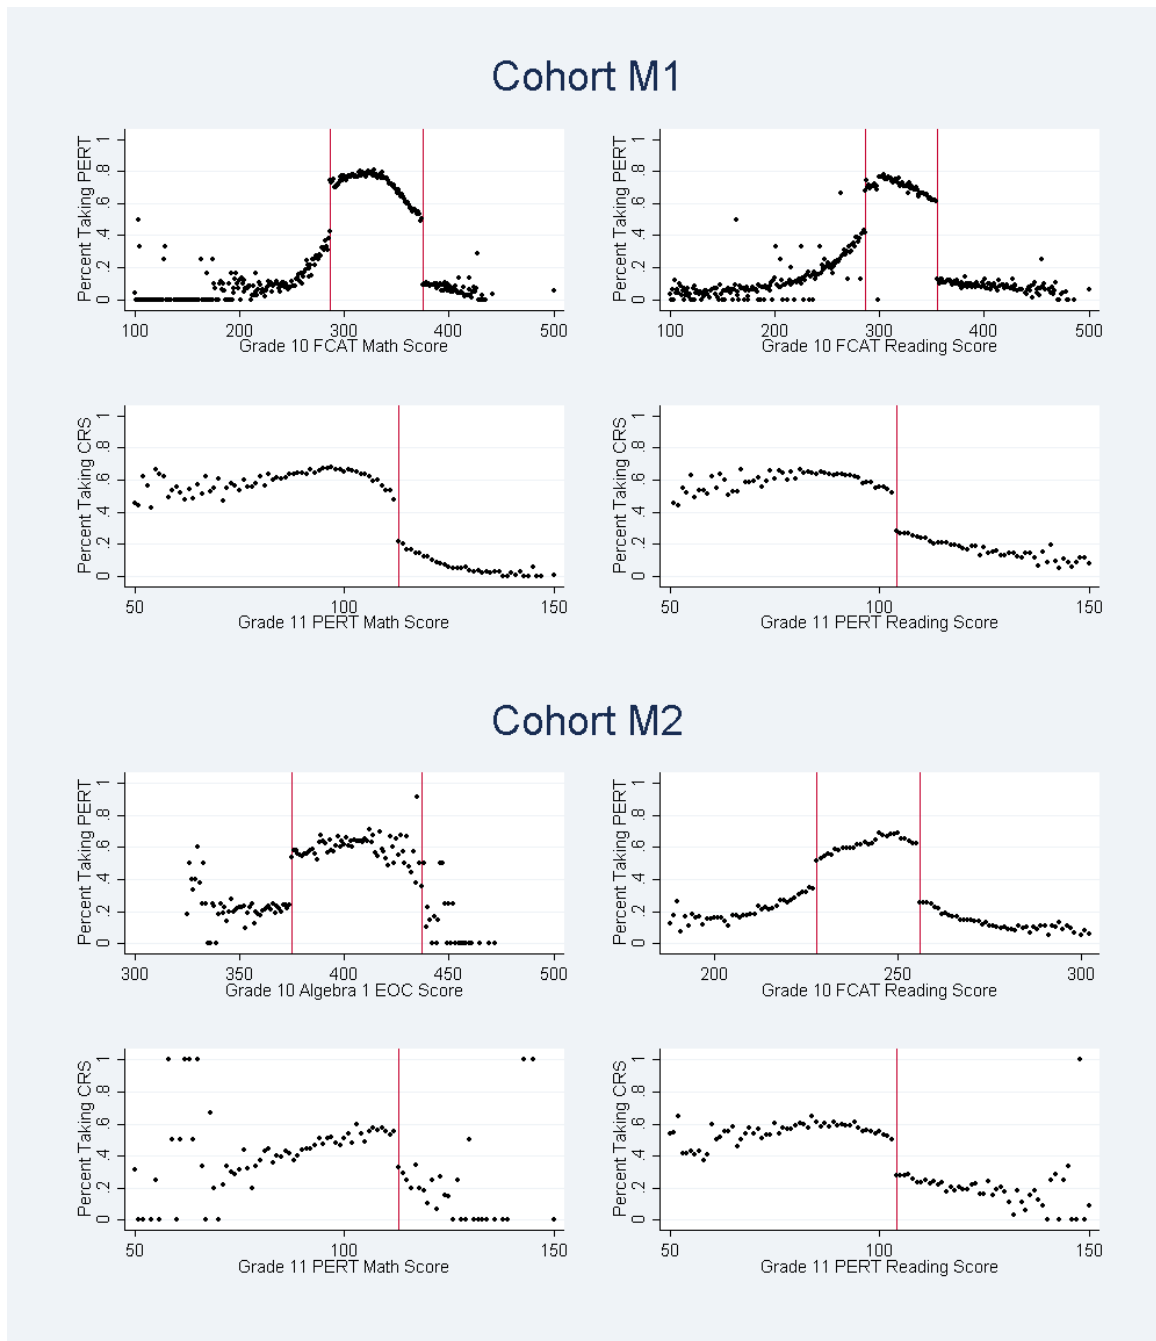 Cohort M1
Percent Taking PERT
0 .2 .4 .6 .8 1
100 200 300 400 500
Grade 10 FCAT Math Score
Percent Taking PERT
0 .2 .4 .6 .8 1
100 200 300 400 500
Grade 10 FCAT Reading Score
Percent Taking CRS
0 .2 .4 .6 .8 1
50 100 150
Grade 11 PERT Math Score
Percent Taking CRS
0 .2 .4 .6 .8 1
50 100 150
Grade 11 PERT Reading Score
Cohort M2
Percent Taking PERT
0 .2 .4 .6 .8 1
300 350 400 450 500
Grade 10 Algebra 1 EOC Score
Percent Taking PERT
0 .2 .4 .6 .8 1
200 250 300
Grade 10 FCAT Reading Score
Percent Taking CRS
0 .2 .4 .6 .8 1
50 100 150
Grade 11 PERT Math Score
Percent Taking CRS
0 .2 .4 .6 .8 1
50 100 150
Grade 11 PERT Reading Score